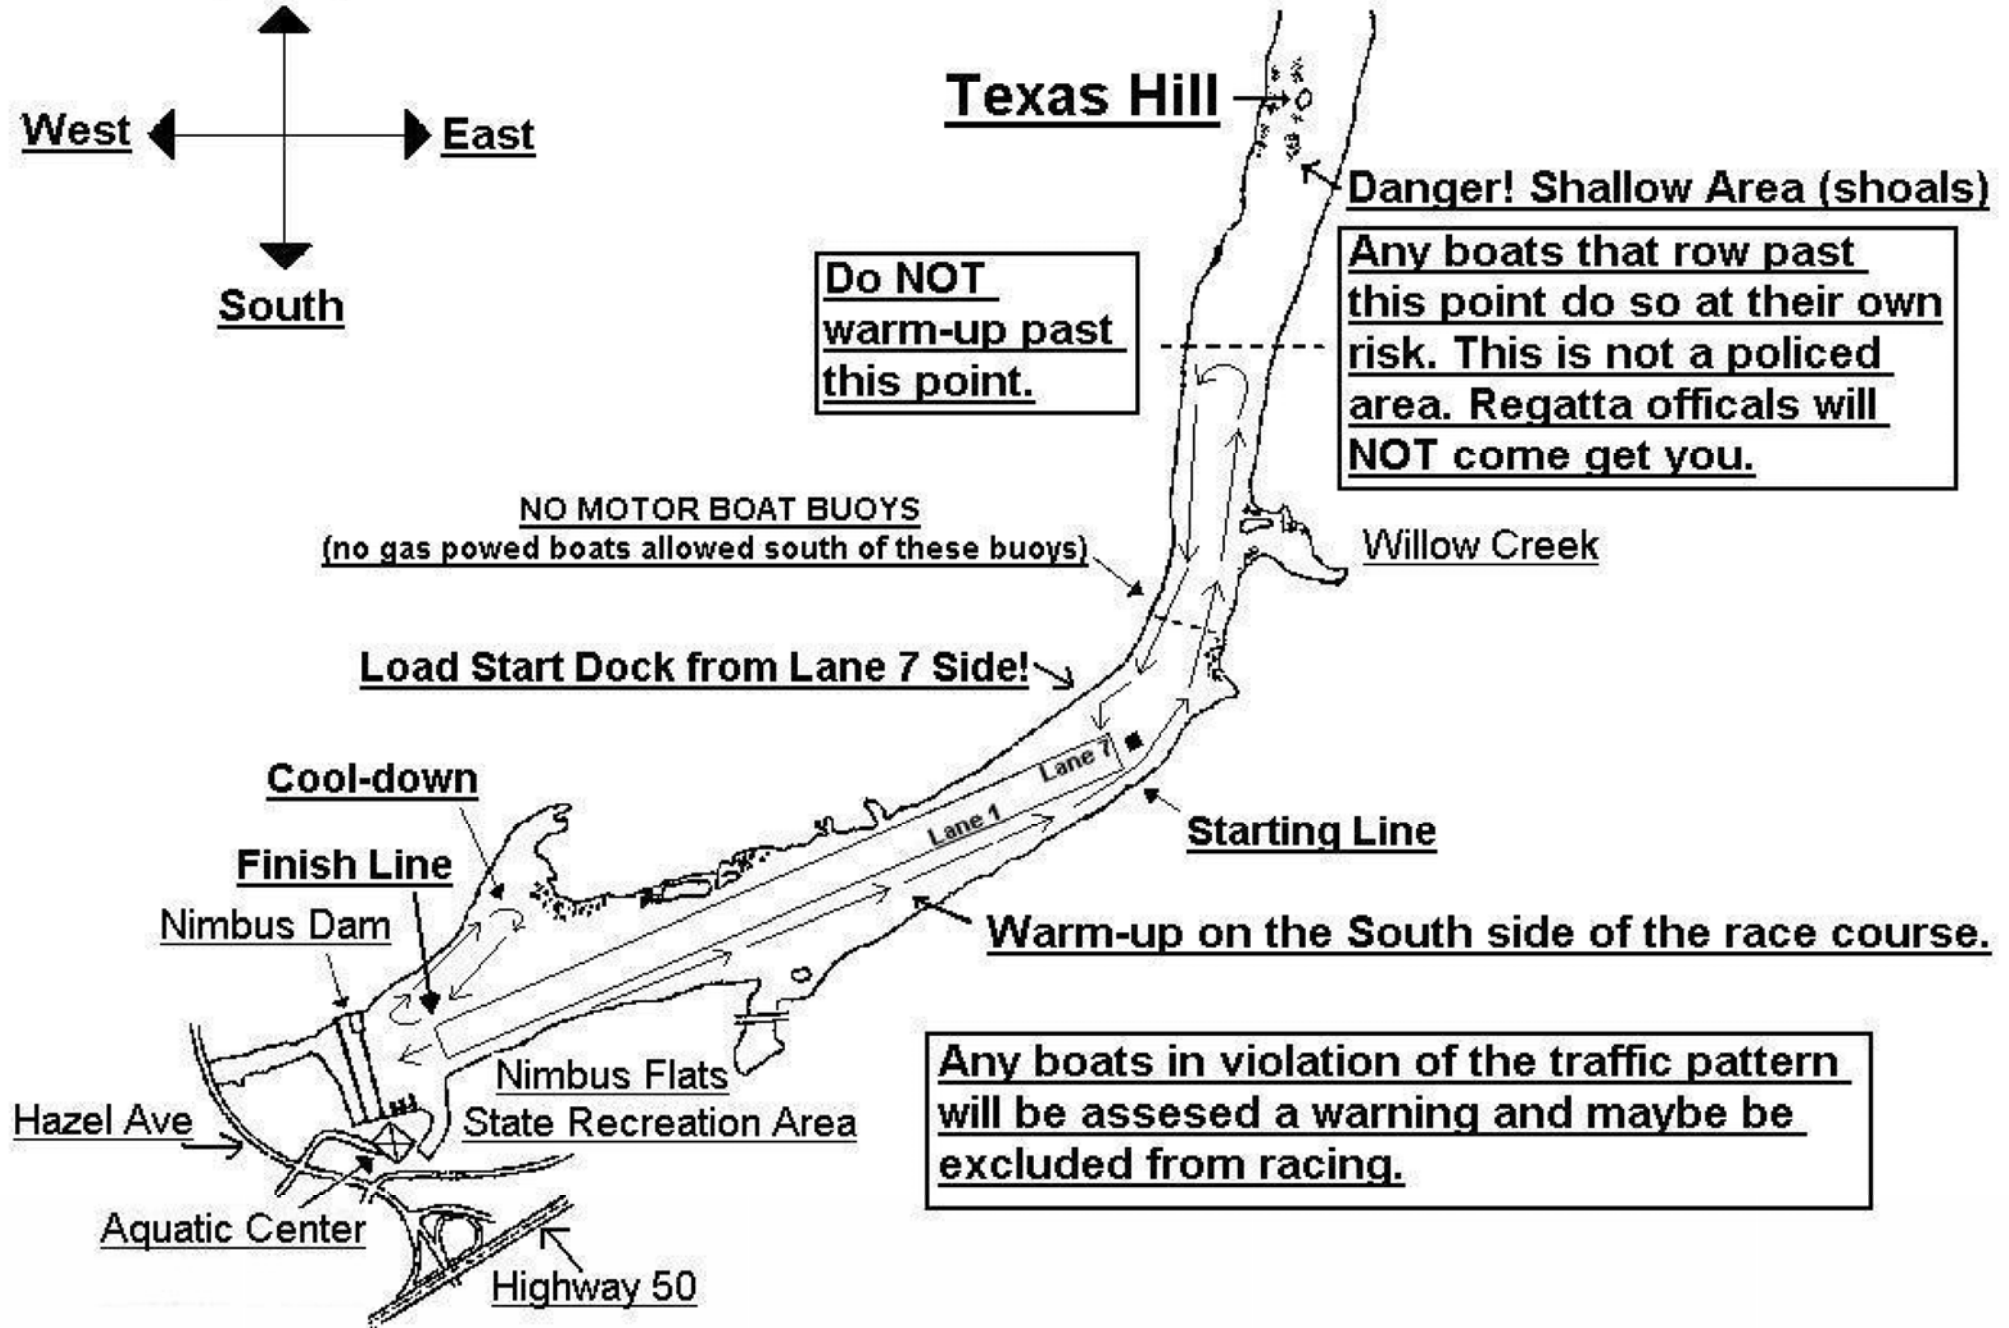 West
East
South
Texas Hill
Danger! Shallow Area (shoals)
Do NOT
warm-up past
this point.
Any boats that row past
this point do so at their own
risk. This is not a policed
area. Regatta officals will
NOT come get you.
NO MOTOR BOAT BUOYS
(no gas powed boats allowed south of these buoys)
Willow Creek
Load Start Dock from Lane 7 Side!
Lane 7
Lane 1
Cool-down
Starting Line
Finish Line
Nimbus Dam
Warm-up on the South side of the race course.
Nimbus Flats
State Recreation Area
Hazel Ave
Any boats in violation of the traffic pattern
will be assesed a warning and maybe be
excluded from racing.
Aquatic Center
Highway 50